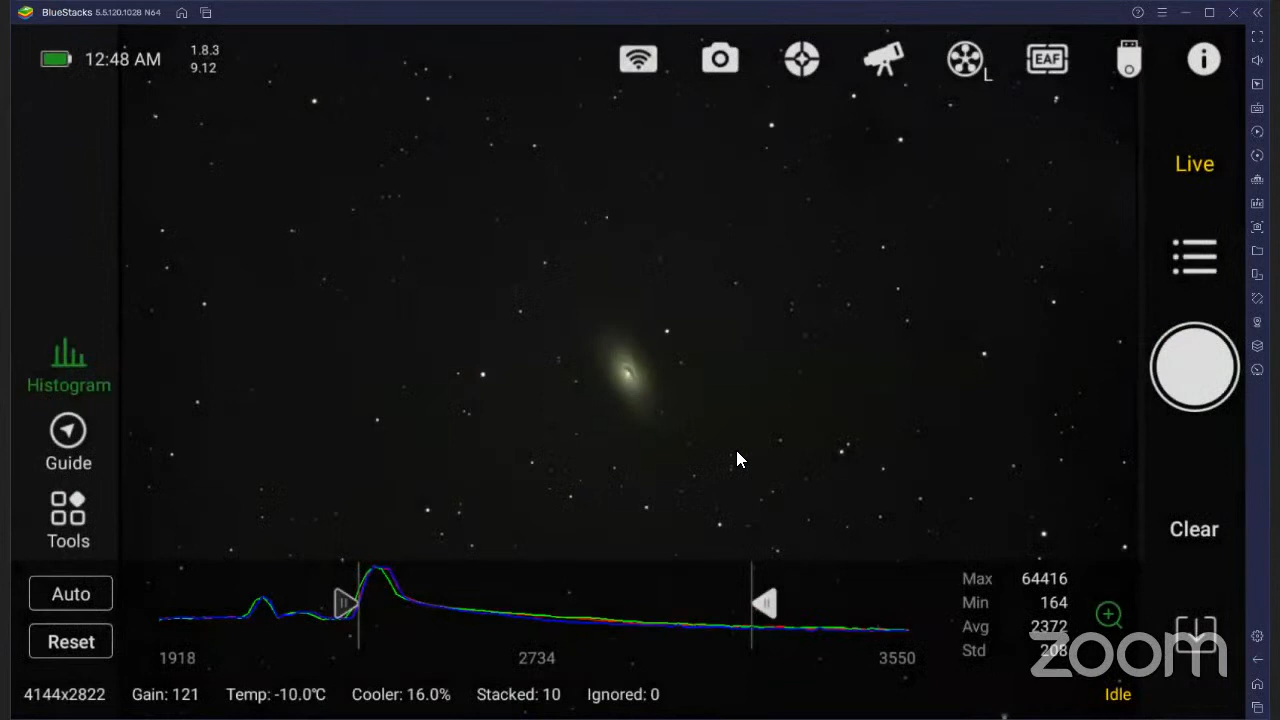 BlueStacks 5.5.120.1028 N64
12:48 AM
1.8.3
9.12
L
EAF
Live
Histogram
Guide
Tools
Clear
Auto
Reset
Max 64416
Min 164
Avg 2372
Std 208
1918 2734 3550
zoom
4144x2822 Gain: 121 Temp: -10.0℃ Cooler: 16.0% Stacked: 10 Ignored: 0 Idle